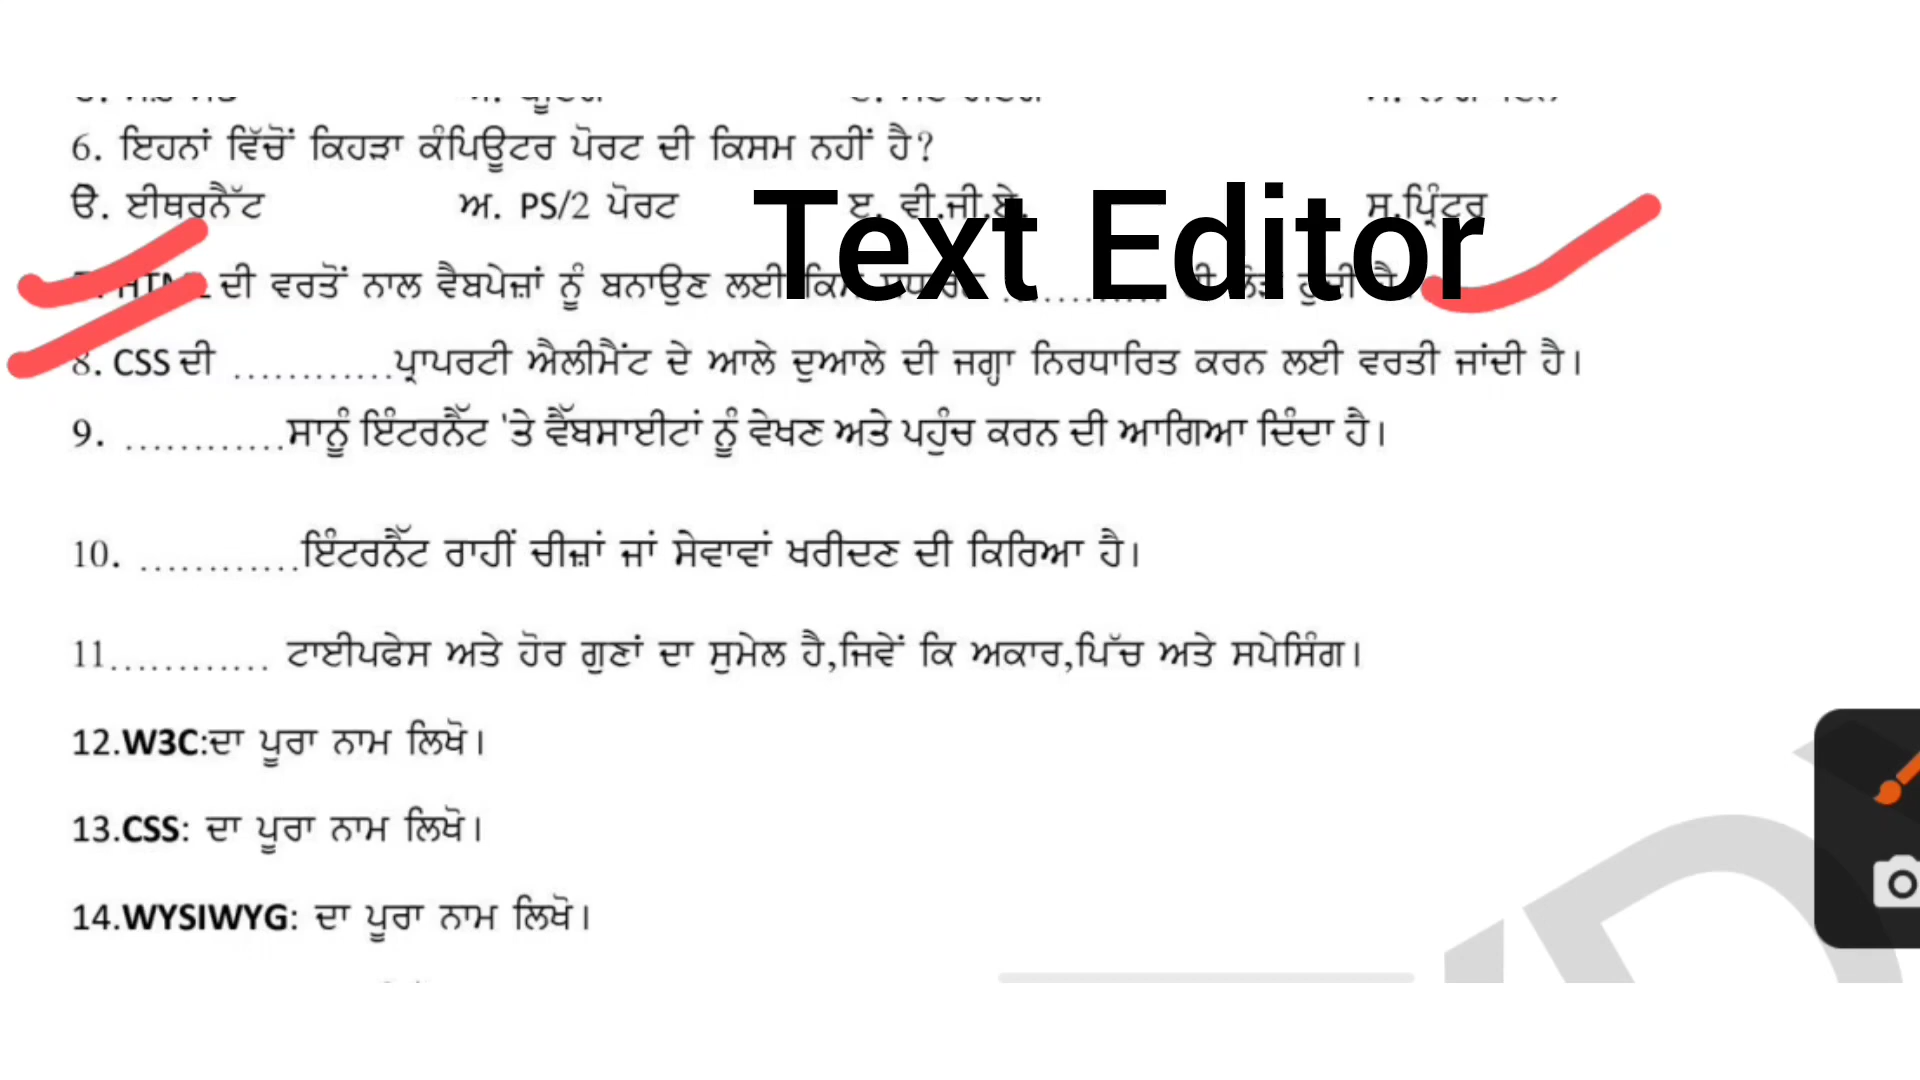 6. ਇਹਨਾਂ ਵਿੱਚੋਂ ਕਿਹੜਾ ਕੰਪਿਊਟਰ ਪੋਰਟ ਦੀ ਕਿਸਮ ਨਹੀਂ ਹੈ?
ੳ. ਈਥਰਨੈੱਟ ਅ. PS/2 ਪੋਰਟ ੲ. ਵੀ.ਜੀ.ਏ. ਸ.ਪ੍ਰਿੰਟਰ
Text Editor
ਦੀ ਵਰਤੋਂ ਨਾਲ ਵੈਬਪੇਜ਼ਾਂ ਨੂੰ ਬਨਾਉਣ ਲਈ
8. CSS ਦੀ ............ਪ੍ਰਾਪਰਟੀ ਐਲੀਮੈਂਟ ਦੇ ਆਲੇ ਦੁਆਲੇ ਦੀ ਜਗ੍ਹਾ ਨਿਰਧਾਰਿਤ ਕਰਨ ਲਈ ਵਰਤੀ ਜਾਂਦੀ ਹੈ।
9. ............ਸਾਨੂੰ ਇੰਟਰਨੈੱਟ 'ਤੇ ਵੈੱਬਸਾਈਟਾਂ ਨੂੰ ਵੇਖਣ ਅਤੇ ਪਹੁੰਚ ਕਰਨ ਦੀ ਆਗਿਆ ਦਿੰਦਾ ਹੈ।
10. ............ਇੰਟਰਨੈੱਟ ਰਾਹੀਂ ਚੀਜ਼ਾਂ ਜਾਂ ਸੇਵਾਵਾਂ ਖਰੀਦਣ ਦੀ ਕਿਰਿਆ ਹੈ।
11............ ਟਾਈਪਫੇਸ ਅਤੇ ਹੋਰ ਗੁਣਾਂ ਦਾ ਸੁਮੇਲ ਹੈ,ਜਿਵੇਂ ਕਿ ਅਕਾਰ,ਪਿੱਚ ਅਤੇ ਸਪੇਸਿੰਗ।
12.W3C:ਦਾ ਪੂਰਾ ਨਾਮ ਲਿਖੋ।
13.CSS: ਦਾ ਪੂਰਾ ਨਾਮ ਲਿਖੋ।
14.WYSIWYG: ਦਾ ਪੂਰਾ ਨਾਮ ਲਿਖੋ।